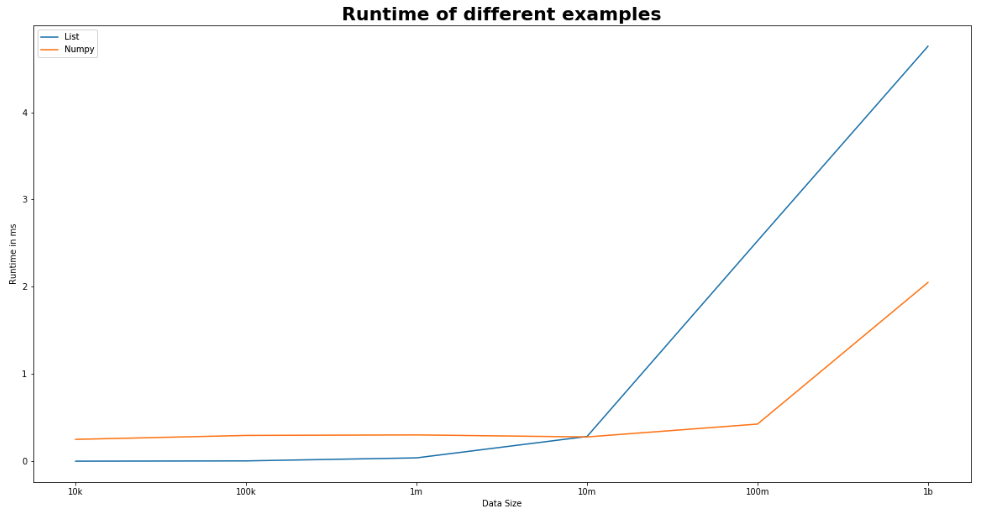 Runtime of different examples
List
Numpy
4
3
2
1
0
Runtime in ms
10k
100k
1m
10m
100m
1b
Data Size